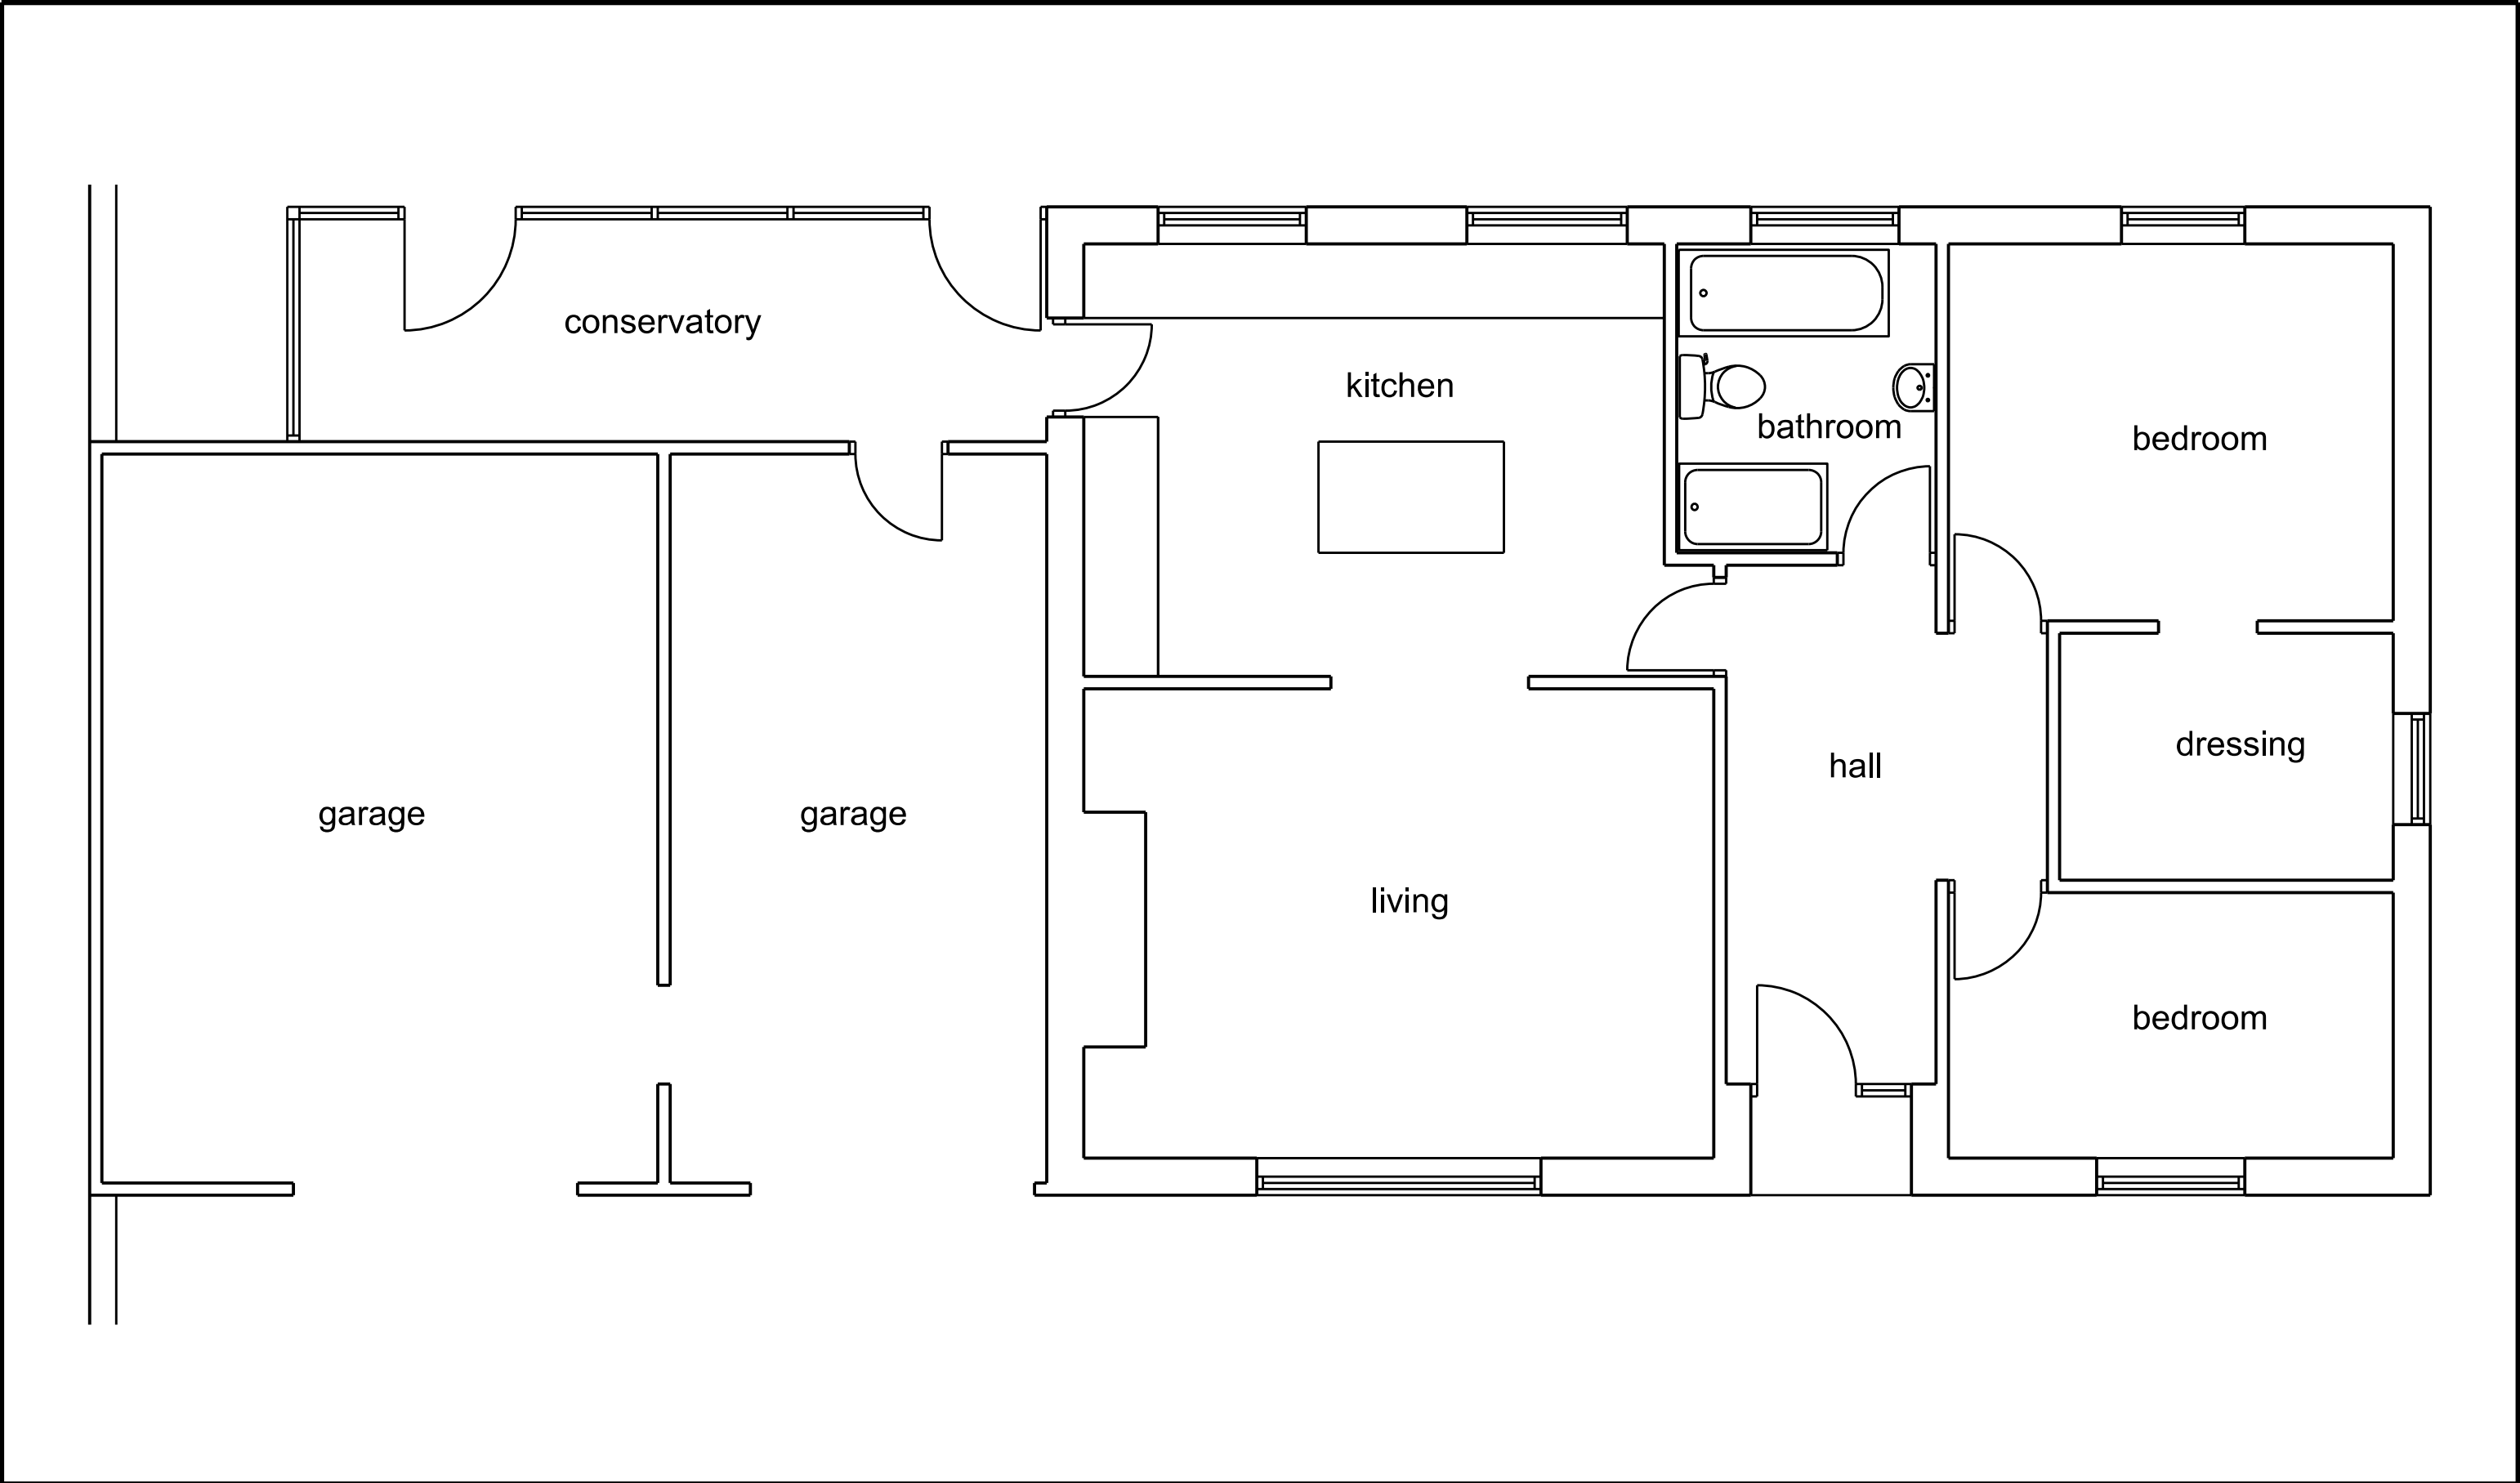 conservatory
kitchen
bathroom
bedroom
dressing
hall
garage
garage
living
bedroom